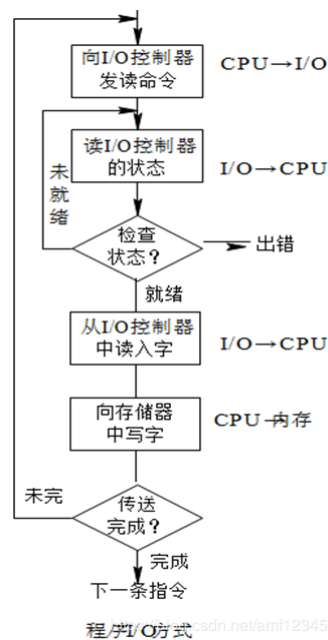 向I/O控制器
发读命令
CPU→I/O
读I/O控制器
的状态
I/O→CPU
未就绪
检查
状态？
出错
就绪
从I/O控制器
中读入字
I/O→CPU
向存储器
中写字
CPU→内存
未完
传送
完成？
完成
下一条指令
程序I/O方式
csdn.net/amf12345